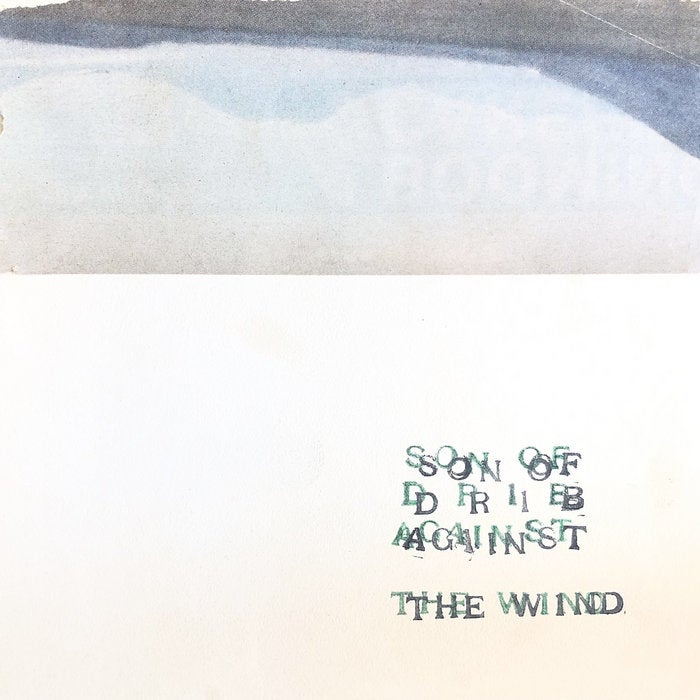 SON OF
DRIB
AGAINST
THE WIND